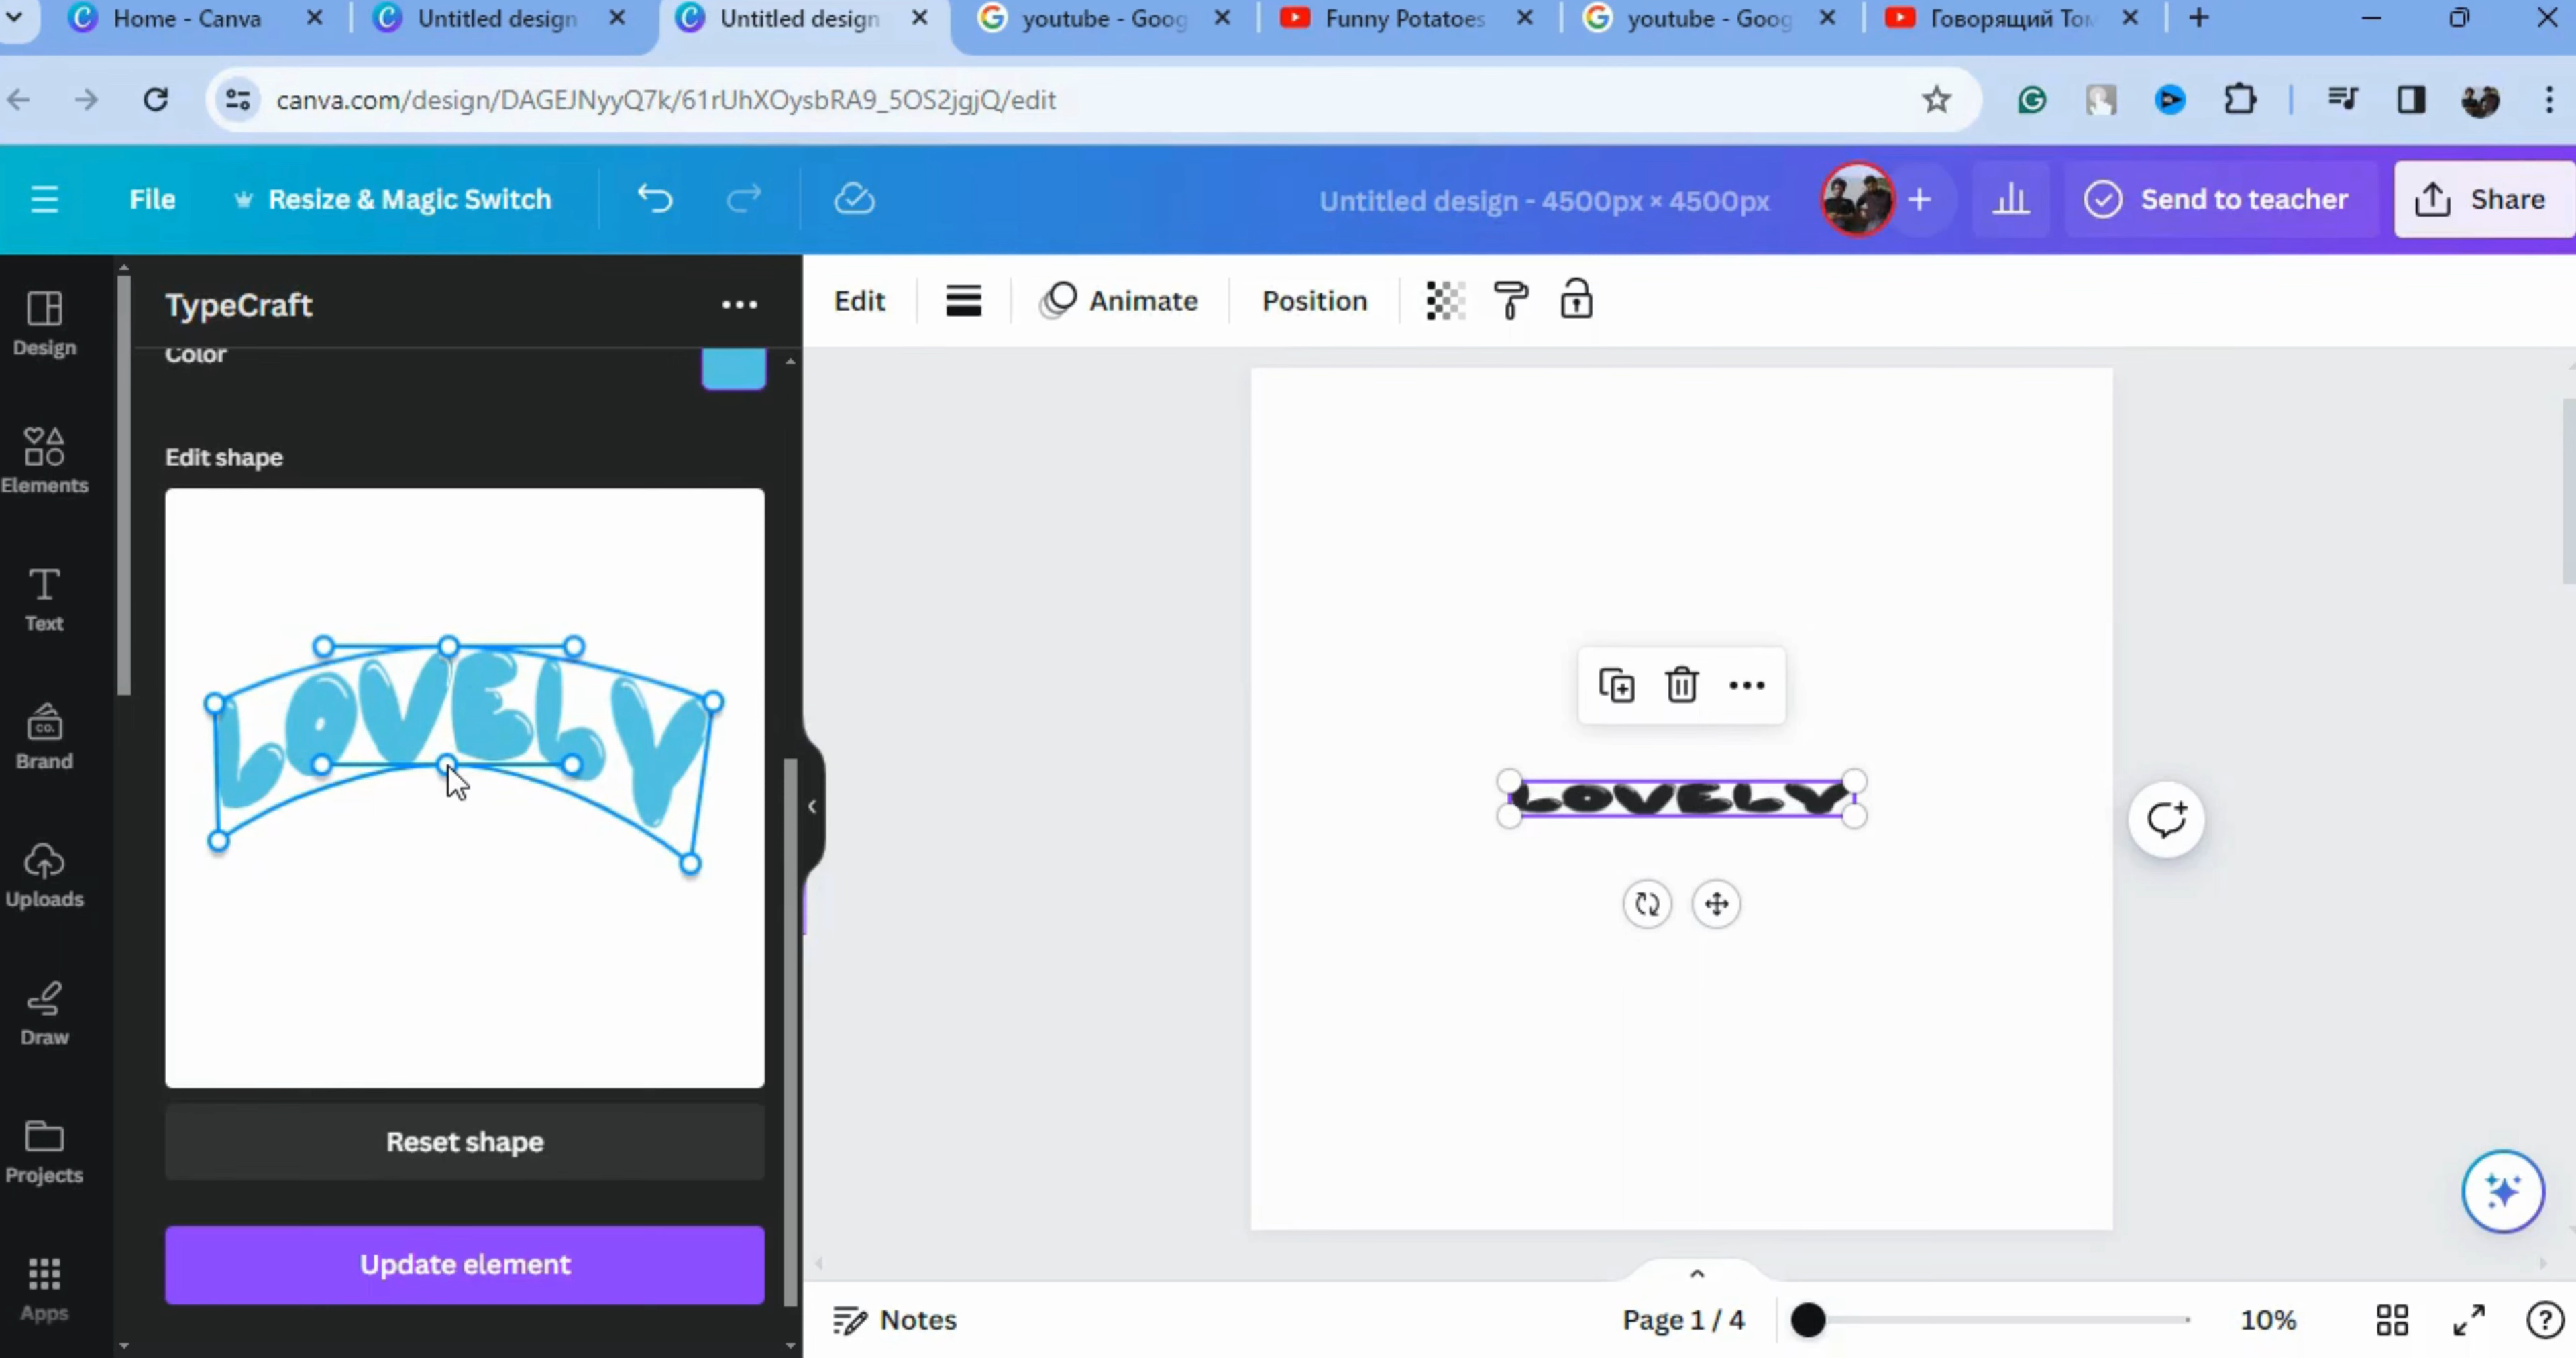 Home - Canva
Untitled design
Untitled design
youtube - Goog
Funny Potatoes
youtube - Goog
Говорящий Том
canva.com/design/DAGEJNyyQ7k/61rUhXOysbRA9_5OS2jgjQ/edit
File
Resize & Magic Switch
Untitled design - 4500px × 4500px
Send to teacher
Share
Design
Elements
Text
Brand
CO.
Uploads
Draw
Projects
Apps
TypeCraft
Color
Edit shape
LOVELY
Reset shape
Update element
Edit
Animate
Position
LOVELY
Notes
Page 1 / 4
10%